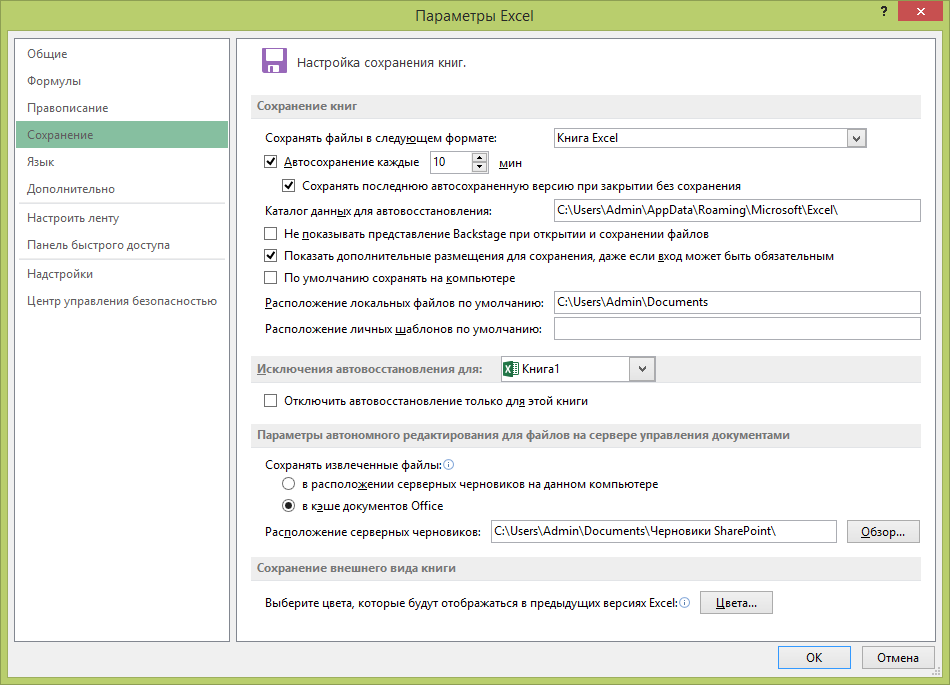 Параметры Excel
?
Общие
Формулы
Правописание
Сохранение
Язык
Дополнительно
Настроить ленту
Панель быстрого доступа
Надстройки
Центр управления безопасностью
Настройка сохранения книг.
Сохранение книг
Сохранять файлы в следующем формате: Книга Excel
Автосохранение каждые 10 мин
Сохранять последнюю автосохраненную версию при закрытии без сохранения
Каталог данных для автовосстановления: C:\Users\Admin\AppData\Roaming\Microsoft\Excel\
Не показывать представление Backstage при открытии и сохранении файлов
Показать дополнительные размещения для сохранения, даже если вход может быть обязательным
По умолчанию сохранять на компьютере
Расположение локальных файлов по умолчанию: C:\Users\Admin\Documents
Расположение личных шаблонов по умолчанию:
Исключения автовосстановления для: Книга1
Отключить автовосстановление только для этой книги
Параметры автономного редактирования для файлов на сервере управления документами
Сохранять извлеченные файлы:
в расположении серверных черновиков на данном компьютере
в кэше документов Office
Расположение серверных черновиков: C:\Users\Admin\Documents\Черновики SharePoint\ Обзор...
Сохранение внешнего вида книги
Выберите цвета, которые будут отображаться в предыдущих версиях Excel: Цвета...
ОК Отмена